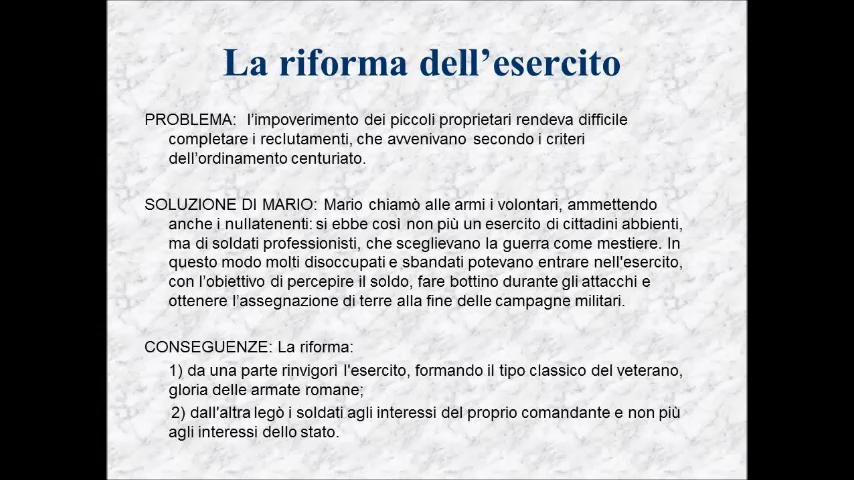 La riforma dell’esercito
PROBLEMA: l’impoverimento dei piccoli proprietari rendeva difficile
completare i reclutamenti, che avvenivano secondo i criteri
dell’ordinamento centuriato.
SOLUZIONE DI MARIO: Mario chiamò alle armi i volontari, ammettendo
anche i nullatenenti: si ebbe così non più un esercito di cittadini abbienti,
ma di soldati professionisti, che sceglievano la guerra come mestiere. In
questo modo molti disoccupati e sbandati potevano entrare nell'esercito,
con l’obiettivo di percepire il soldo, fare bottino durante gli attacchi e
ottenere l’assegnazione di terre alla fine delle campagne militari.
CONSEGUENZE: La riforma:
1) da una parte rinvigorì l'esercito, formando il tipo classico del veterano,
gloria delle armate romane;
2) dall’altra legò i soldati agli interessi del proprio comandante e non più
agli interessi dello stato.